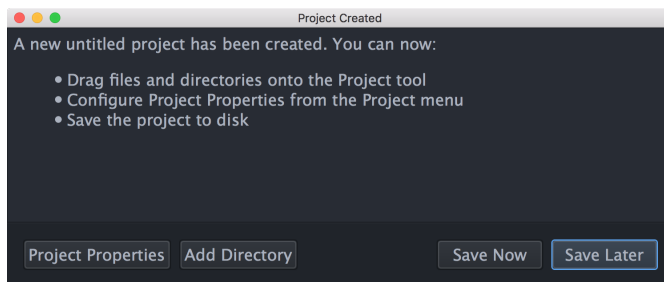 Project Created
A new untitled project has been created. You can now:
• Drag files and directories onto the Project tool
• Configure Project Properties from the Project menu
• Save the project to disk
Project Properties Add Directory Save Now Save Later